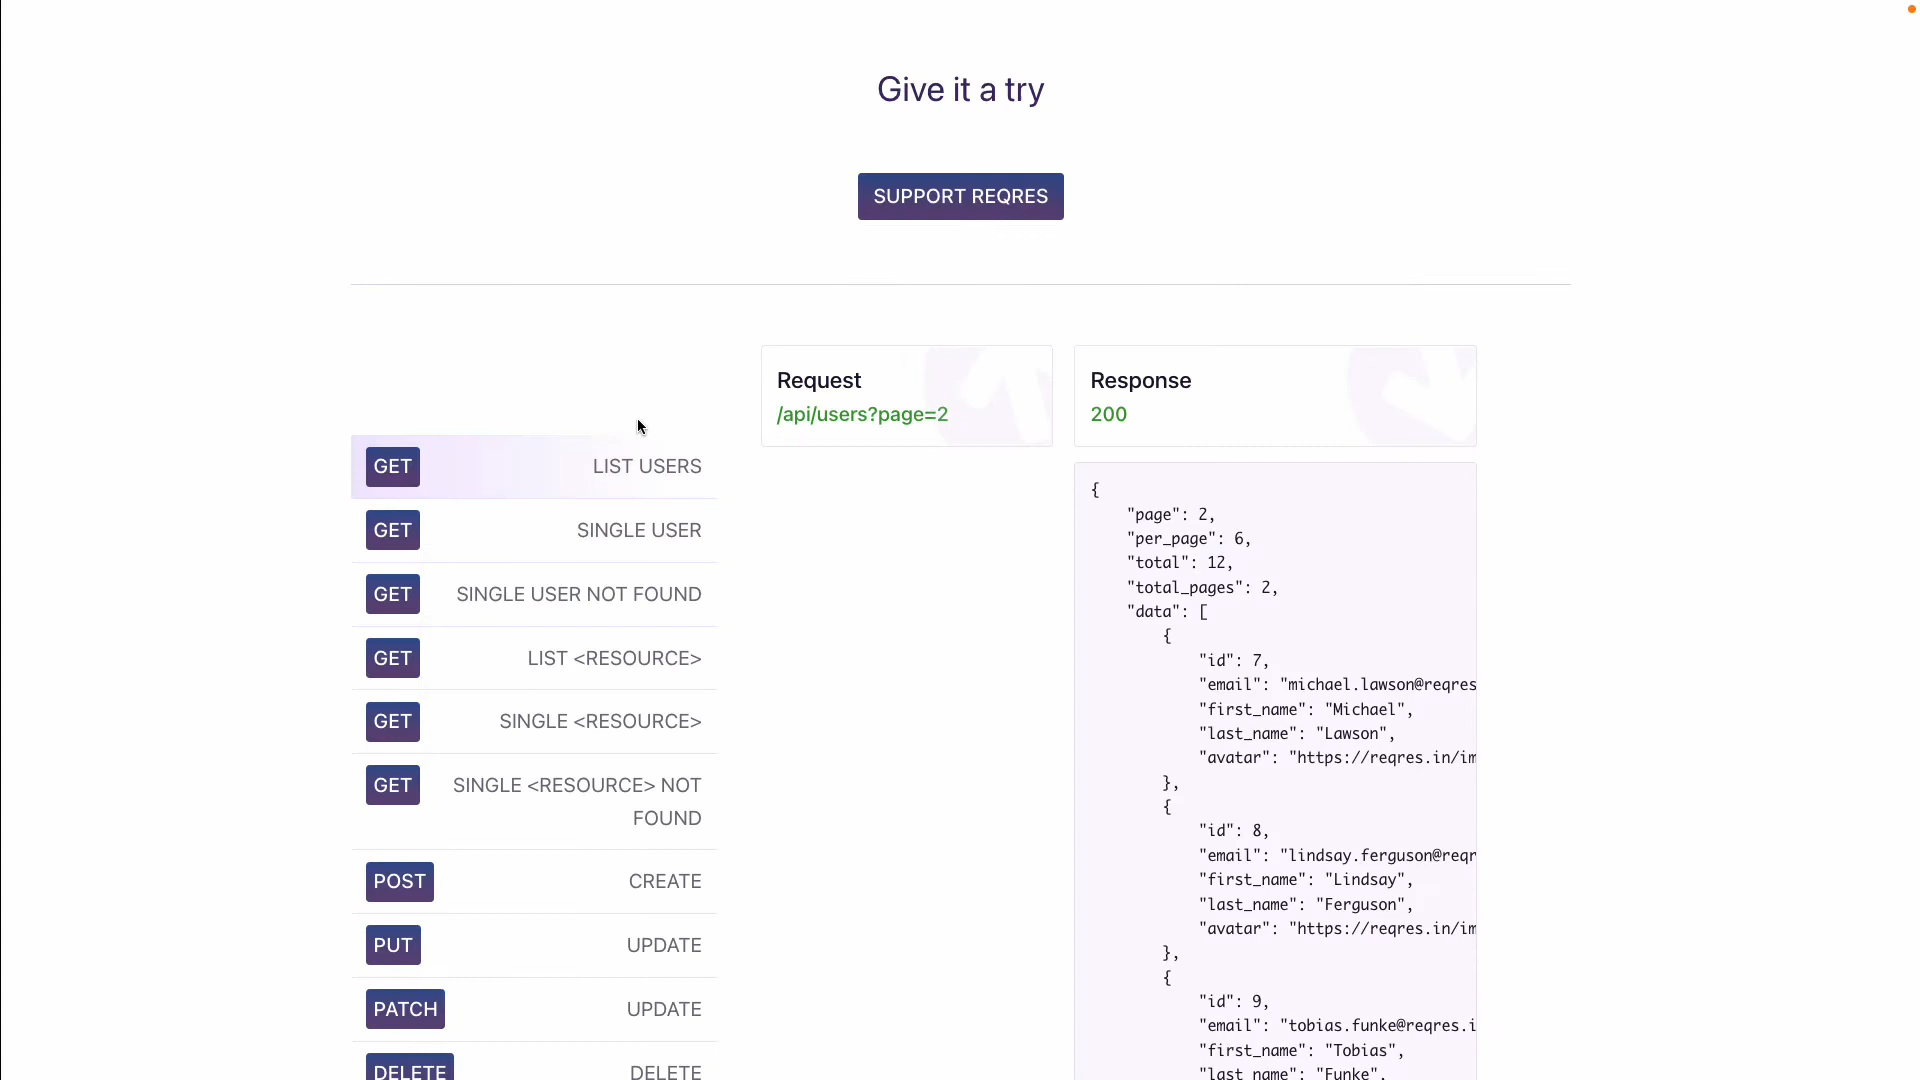 Give it a try
SUPPORT REQRES
Request
/api/users?page=2
Response
200
GET LIST USERS
GET SINGLE USER
GET SINGLE USER NOT FOUND
GET LIST <RESOURCE>
GET SINGLE <RESOURCE>
GET SINGLE <RESOURCE> NOT
FOUND
POST CREATE
PUT UPDATE
PATCH UPDATE
DELETE DELETE
{
"page": 2,
"per_page": 6,
"total": 12,
"total_pages": 2,
"data": [
{
"id": 7,
"email": "michael.lawson@reqres
"first_name": "Michael",
"last_name": "Lawson",
"avatar": "https://reqres.in/im
},
{
"id": 8,
"email": "lindsay.ferguson@reqr
"first_name": "Lindsay",
"last_name": "Ferguson",
"avatar": "https://reqres.in/im
},
{
"id": 9,
"email": "tobias.funke@reqres.i
"first_name": "Tobias",
"last_name": "Funke",